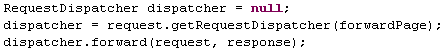 RequestDispatcher dispatcher = null;
dispatcher = request.getRequestDispatcher(forwardPage);
dispatcher.forward(request, response);